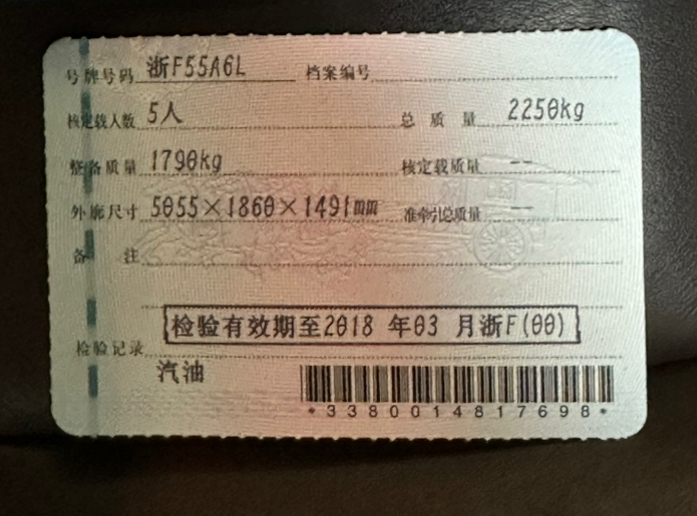 号牌号码 浙F55A6L 档案编号
核定载人数 5人 总质量 2250kg
整备质量 1790kg 核定载质量 --
外廓尺寸 5055×1860×1491mm 准牵引总质量 --
备注
检验有效期至2018 年03 月浙F(00)
检验记录
汽油
*3380014817698*